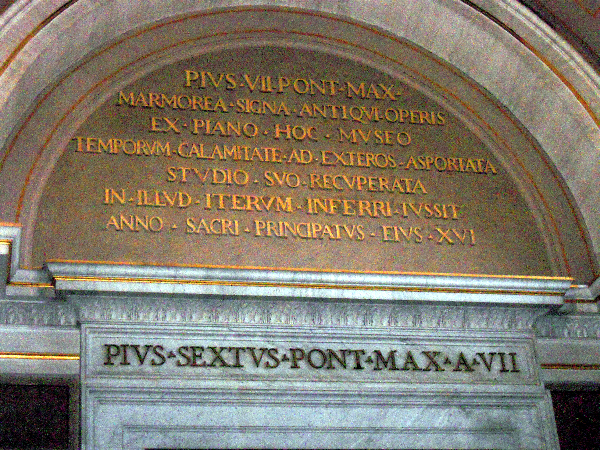 PIVS·VII·PONT·MAX·
MARMOREA·SIGNA·ANTIQVI·OPERIS
EX·PIANO·HOC·MVSEO
TEMPORVM·CALAMITATE·AD·EXTEROS·ASPORTATA
STVDIO·SVO·RECVPERATA
IN·ILLVD·ITERVM·INFERRI·IVSSIT
ANNO·SACRI·PRINCIPATVS·EIVS·XVI
PIVS·SEXTVS·PONT·MAX·A·VII